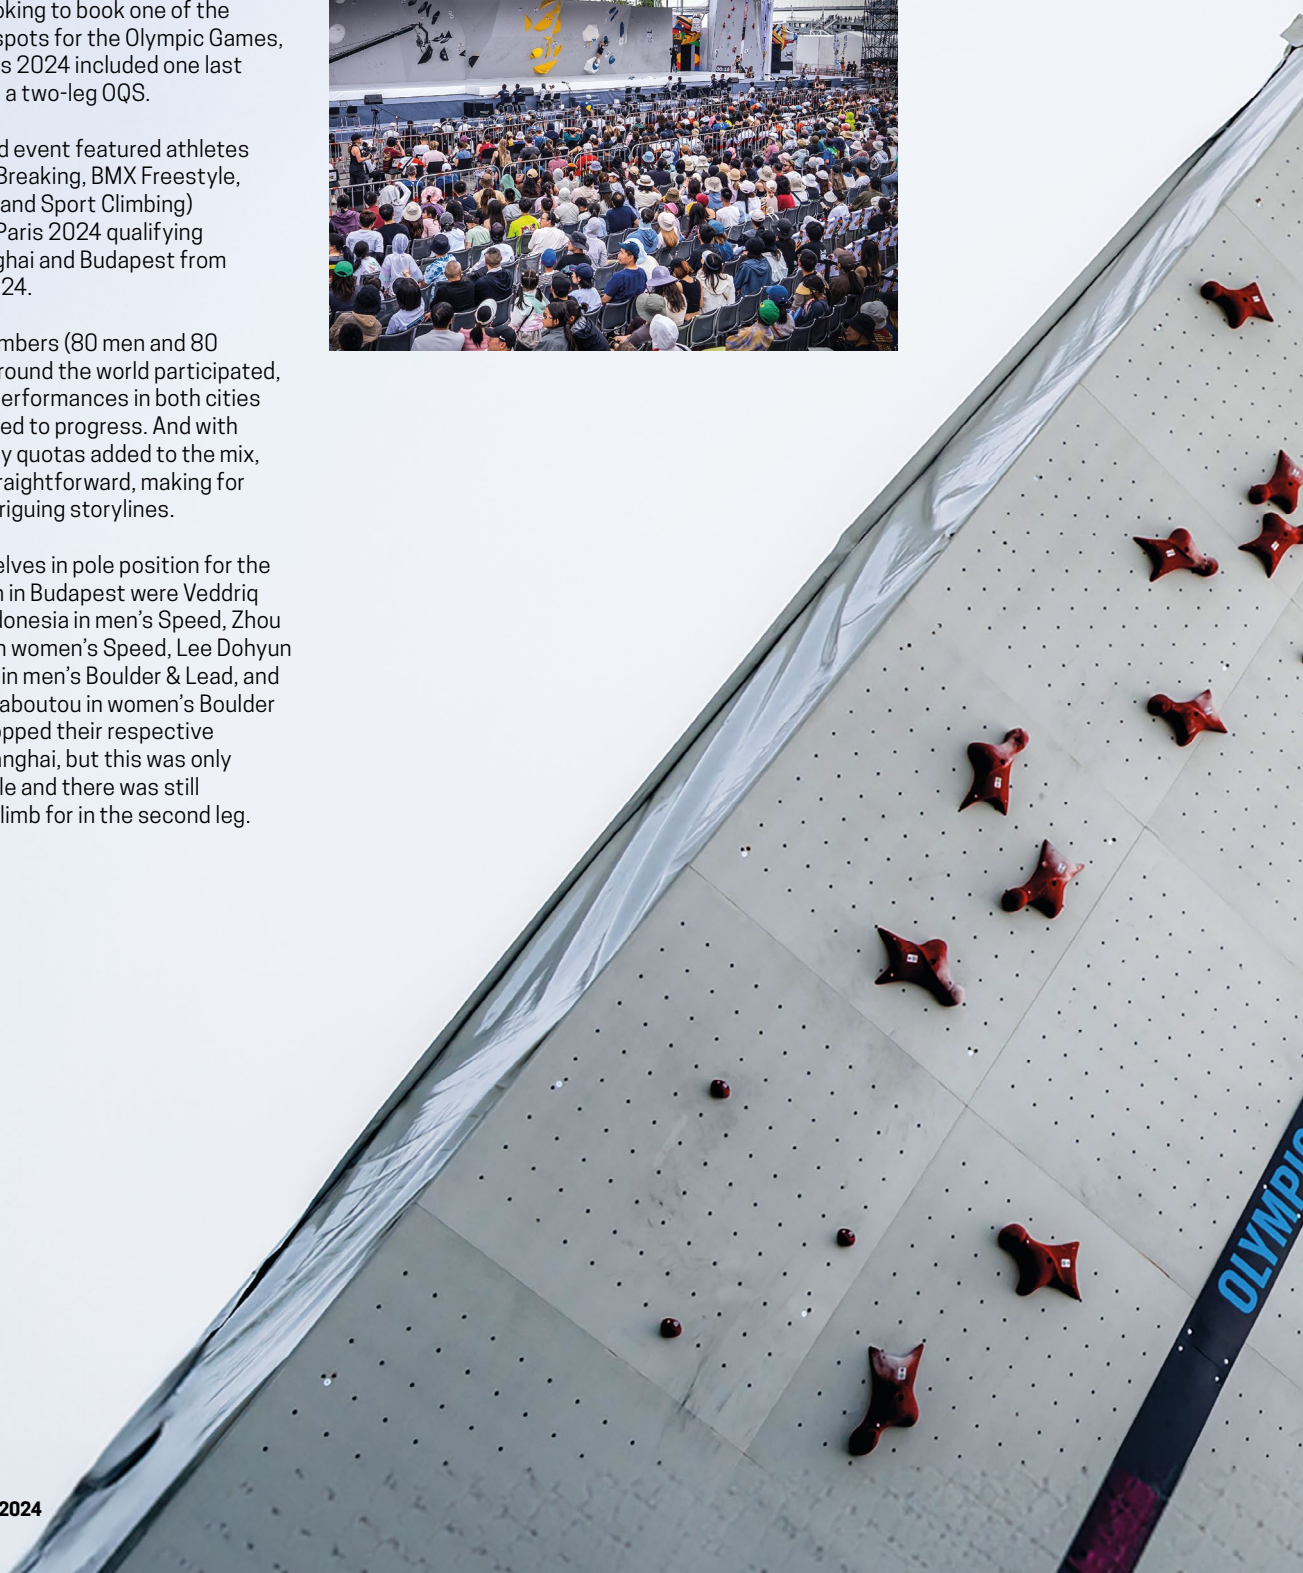 oking to book one of the
spots for the Olympic Games,
s 2024 included one last
a two-leg OQS.
d event featured athletes
Breaking, BMX Freestyle,
and Sport Climbing)
Paris 2024 qualifying
ghai and Budapest from
24.
mbers (80 men and 80
round the world participated,
erformances in both cities
ed to progress. And with
y quotas added to the mix,
raightforward, making for
riguing storylines.
elves in pole position for the
n in Budapest were Veddriq
donesia in men’s Speed, Zhou
n women’s Speed, Lee Dohyun
in men’s Boulder & Lead, and
aboutou in women’s Boulder
opped their respective
anghai, but this was only
le and there was still
limb for in the second leg.
OLYMPIC
2024